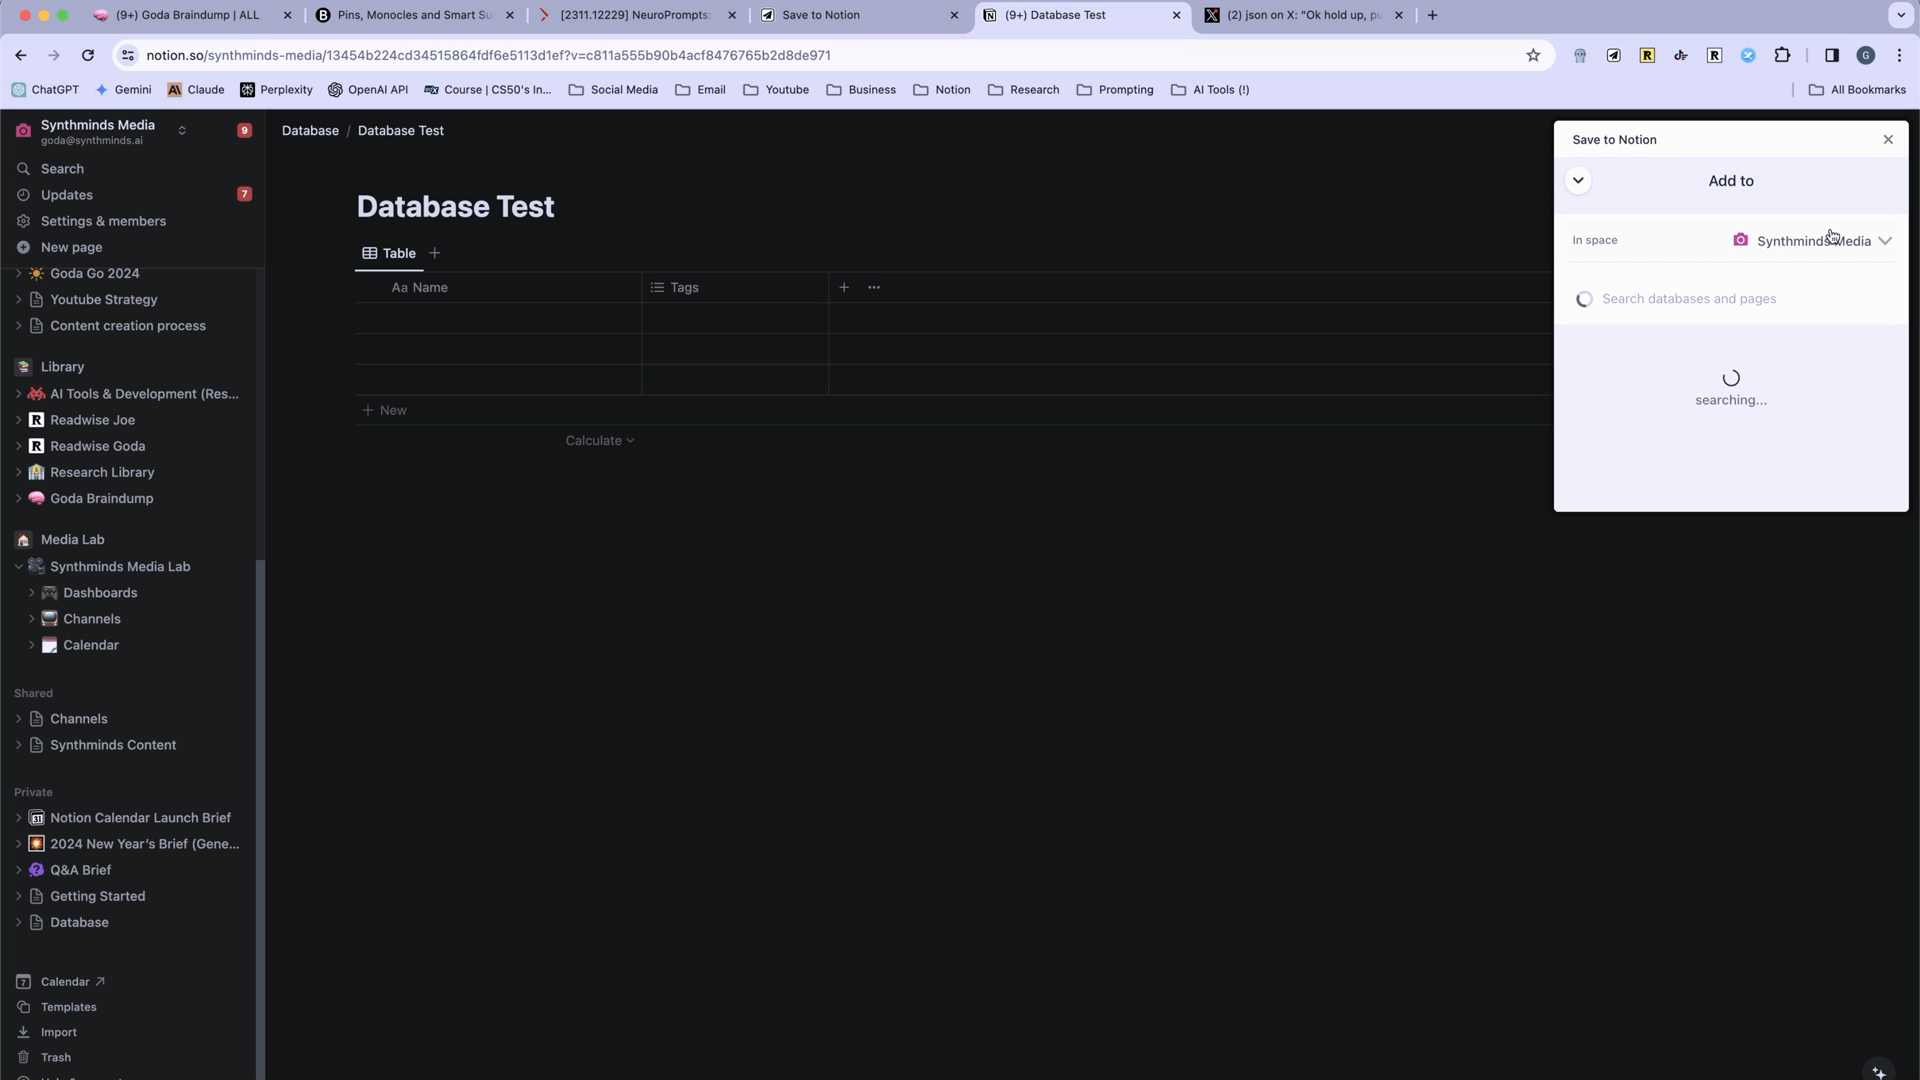 (9+) Goda Braindump | ALL
Pins, Monocles and Smart Su
[2311.12229] NeuroPrompts:
Save to Notion
(9+) Database Test
(2) json on X: "Ok hold up, pu
notion.so/synthminds-media/13454b224cd34515864fdf6e5113d1ef?v=c811a555b90b4acf8476765b2d8de971
G
ChatGPT
Gemini
Claude
Perplexity
OpenAI API
Course | CS50's In...
Social Media
Email
Youtube
Business
Notion
Research
Prompting
AI Tools (!)
All Bookmarks
Synthminds Media
goda@synthminds.ai
9
Search
Updates
7
Settings & members
New page
Goda Go 2024
Youtube Strategy
Content creation process
Library
AI Tools & Development (Res...
Readwise Joe
Readwise Goda
Research Library
Goda Braindump
Media Lab
Synthminds Media Lab
Dashboards
Channels
Calendar
Shared
Channels
Synthminds Content
Private
Notion Calendar Launch Brief
2024 New Year's Brief (Gene...
Q&A Brief
Getting Started
Database
Calendar
Templates
Import
Trash
Database / Database Test
Database Test
Table
Aa Name
Tags
New
Calculate
Save to Notion
Add to
In space
Synthminds Media
Search databases and pages
searching...